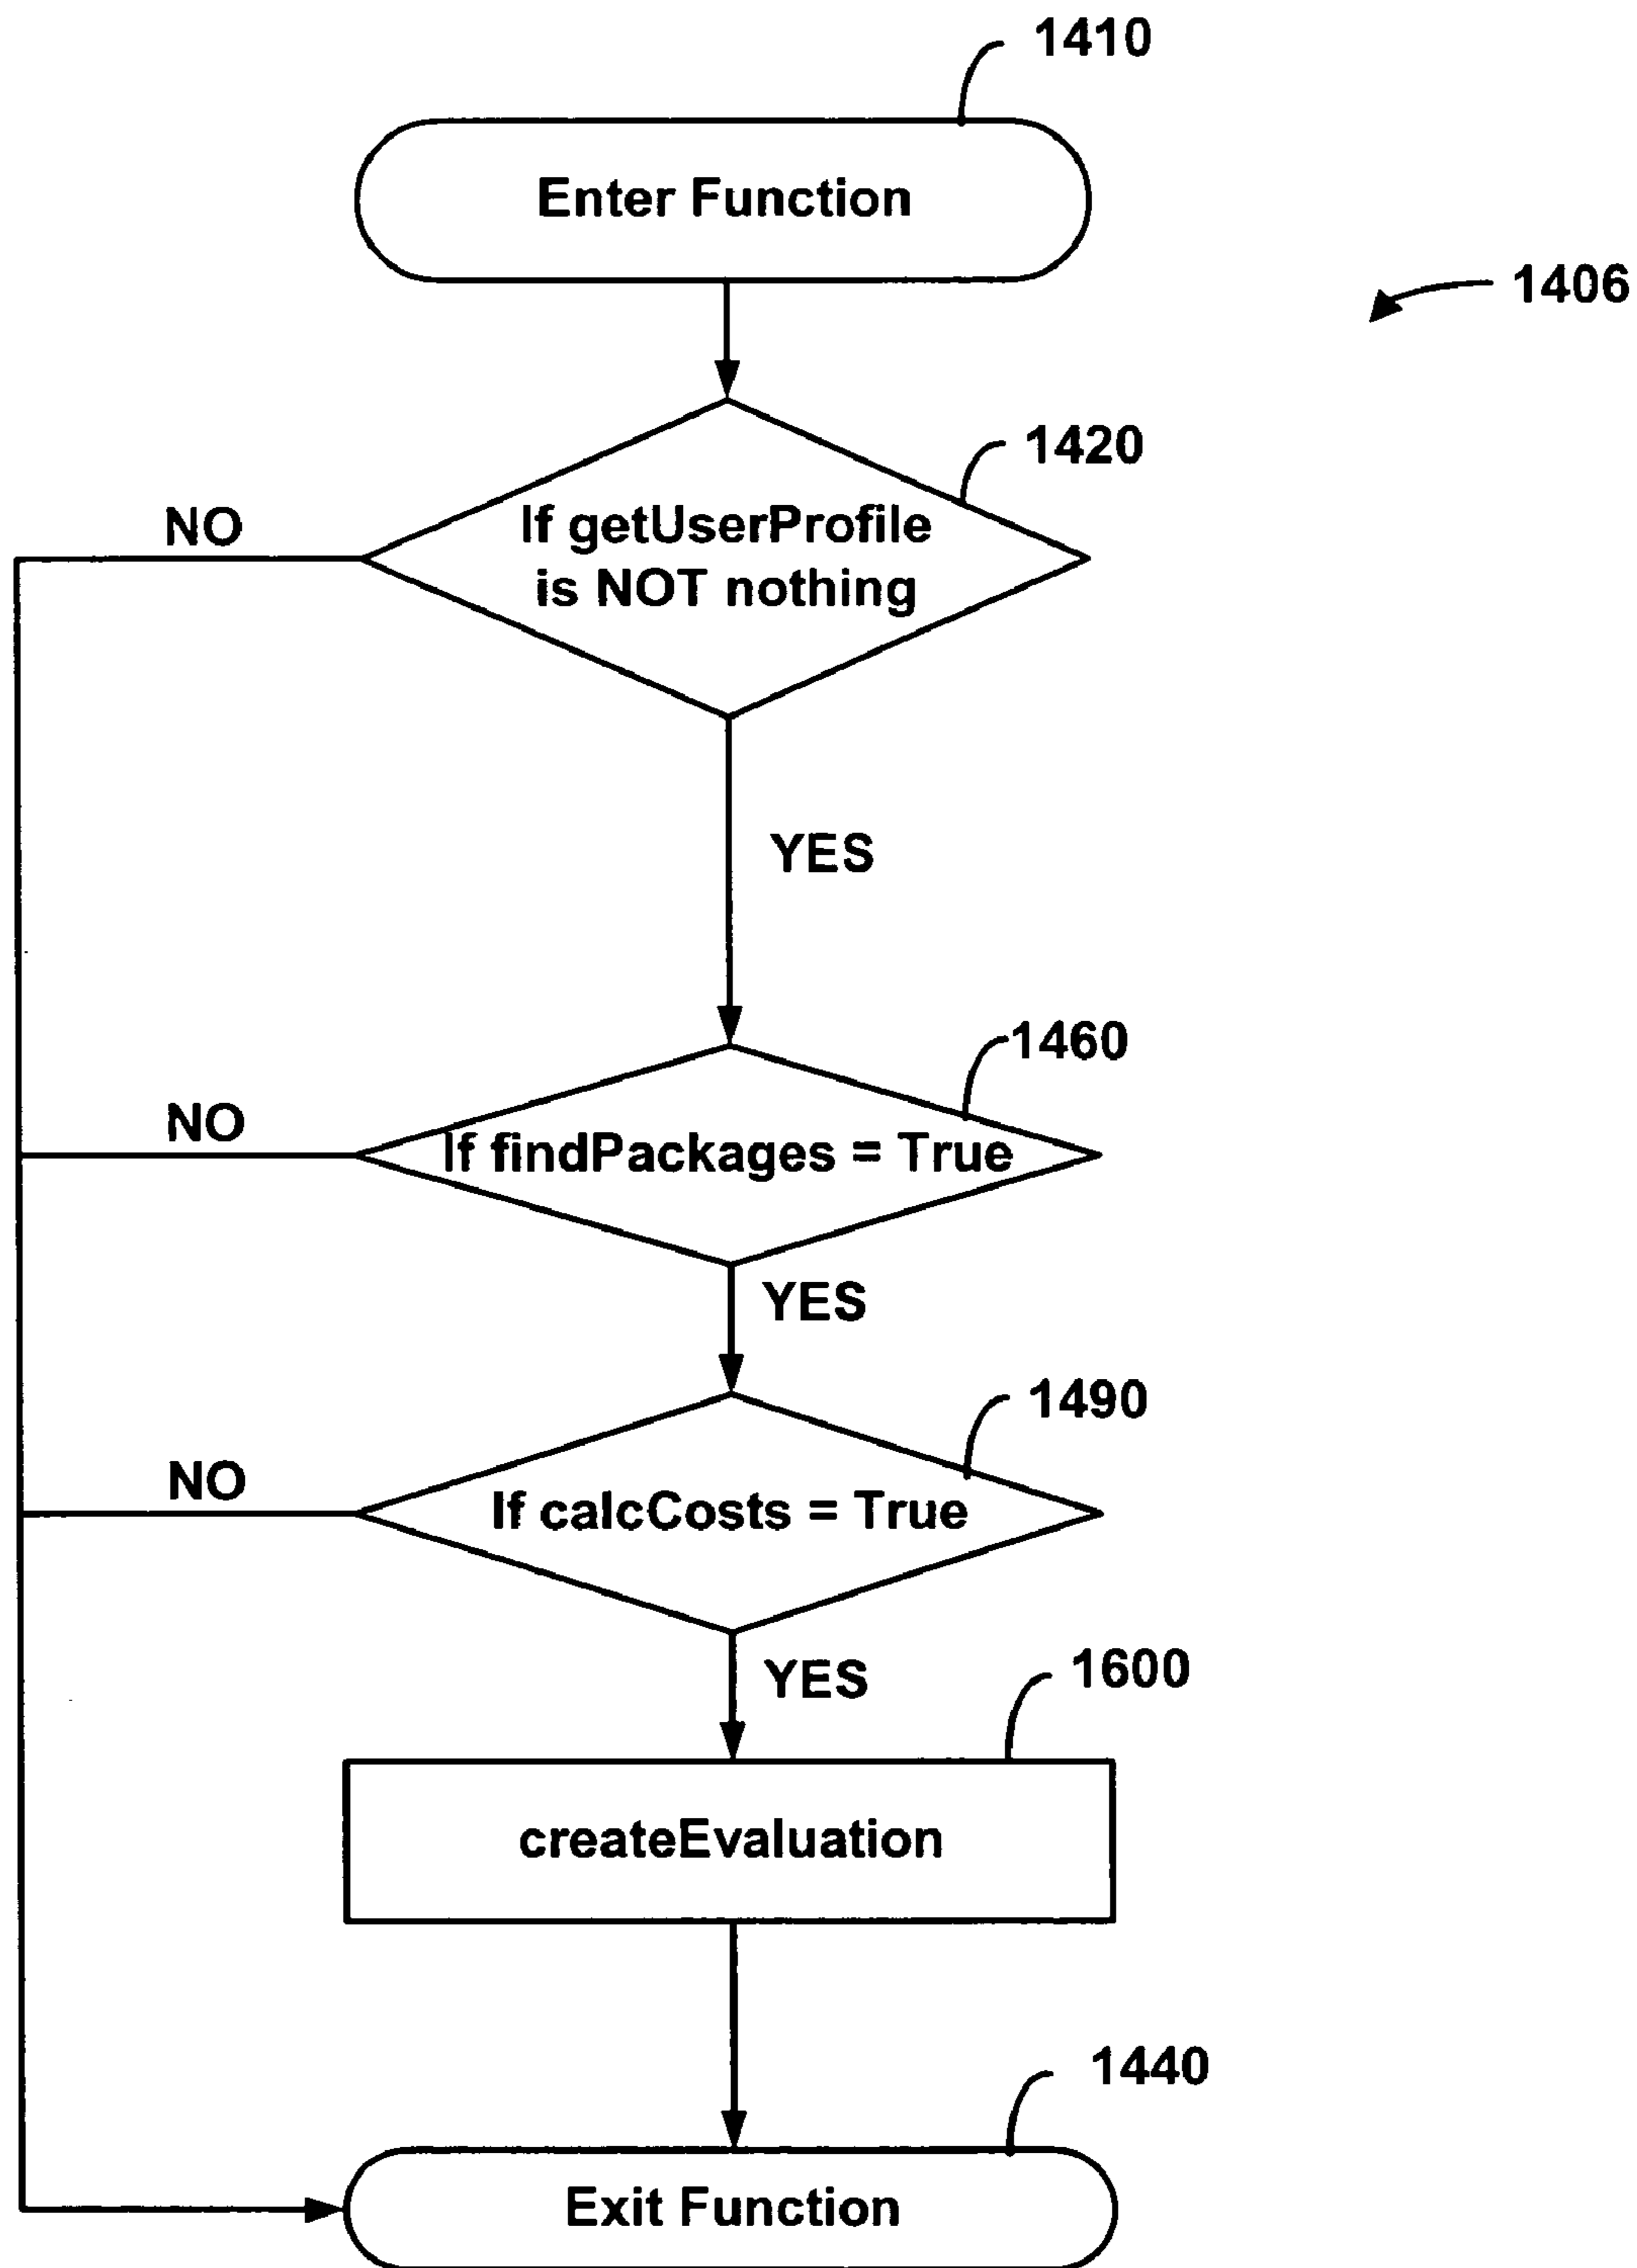 1410
Enter Function
1406
1420
NO
If getUserProfile
is NOT nothing
YES
1460
NO
If findPackages = True
YES
1490
NO
If calcCosts = True
YES
1600
createEvaluation
1440
Exit Function